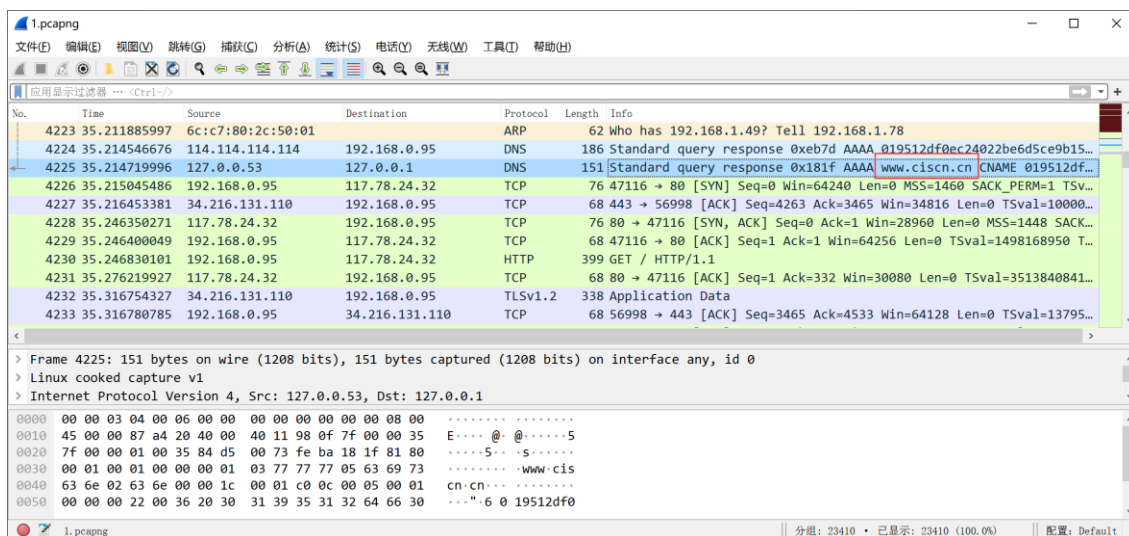 1.pcapng
文件(F) 编辑(E) 视图(V) 跳转(G) 捕获(C) 分析(A) 统计(S) 电话(Y) 无线(W) 工具(T) 帮助(H)
应用显示过滤器 … <Ctrl-/>
No. Time Source Destination Protocol Length Info
4223 35.211885997 6c:c7:80:2c:50:01 ARP 62 Who has 192.168.1.49? Tell 192.168.1.78
4224 35.214546676 114.114.114.114 192.168.0.95 DNS 186 Standard query response 0xeb7d AAAA 019512df0ec24022be6d5ce9b15…
4225 35.214719996 127.0.0.53 127.0.0.1 DNS 151 Standard query response 0x181f AAAA www.ciscn.cn CNAME 019512df…
4226 35.215045486 192.168.0.95 117.78.24.32 TCP 76 47116 → 80 [SYN] Seq=0 Win=64240 Len=0 MSS=1460 SACK_PERM=1 TSv…
4227 35.216453381 34.216.131.110 192.168.0.95 TCP 68 443 → 56998 [ACK] Seq=4263 Ack=3465 Win=34816 Len=0 TSval=10000…
4228 35.246350271 117.78.24.32 192.168.0.95 TCP 76 80 → 47116 [SYN, ACK] Seq=0 Ack=1 Win=28960 Len=0 MSS=1448 SACK…
4229 35.246400049 192.168.0.95 117.78.24.32 TCP 68 47116 → 80 [ACK] Seq=1 Ack=1 Win=64256 Len=0 TSval=1498168950 T…
4230 35.246830101 192.168.0.95 117.78.24.32 HTTP 399 GET / HTTP/1.1
4231 35.276219927 117.78.24.32 192.168.0.95 TCP 68 80 → 47116 [ACK] Seq=1 Ack=332 Win=30080 Len=0 TSval=3513840841…
4232 35.316754327 34.216.131.110 192.168.0.95 TLSv1.2 338 Application Data
4233 35.316780785 192.168.0.95 34.216.131.110 TCP 68 56998 → 443 [ACK] Seq=3465 Ack=4533 Win=64128 Len=0 TSval=13795…
> Frame 4225: 151 bytes on wire (1208 bits), 151 bytes captured (1208 bits) on interface any, id 0
> Linux cooked capture v1
> Internet Protocol Version 4, Src: 127.0.0.53, Dst: 127.0.0.1
0000 00 00 03 04 00 06 00 00 00 00 00 00 00 00 08 00 ········ ········
0010 45 00 00 87 a4 20 40 00 40 11 98 0f 7f 00 00 35 E···· @· @······5
0020 7f 00 00 01 00 35 84 d5 00 73 fe ba 18 1f 81 80 ·····5·· ·s······
0030 00 01 00 01 00 00 00 01 03 77 77 77 05 63 69 73 ········ ·www·cis
0040 63 6e 02 63 6e 00 00 1c 00 01 c0 0c 00 05 00 01 cn·cn··· ········
0050 00 00 00 22 00 36 20 30 31 39 35 31 32 64 66 30 ···"·6 0 19512df0
1.pcapng 分组: 23410 · 已显示: 23410 (100.0%) 配置: Default